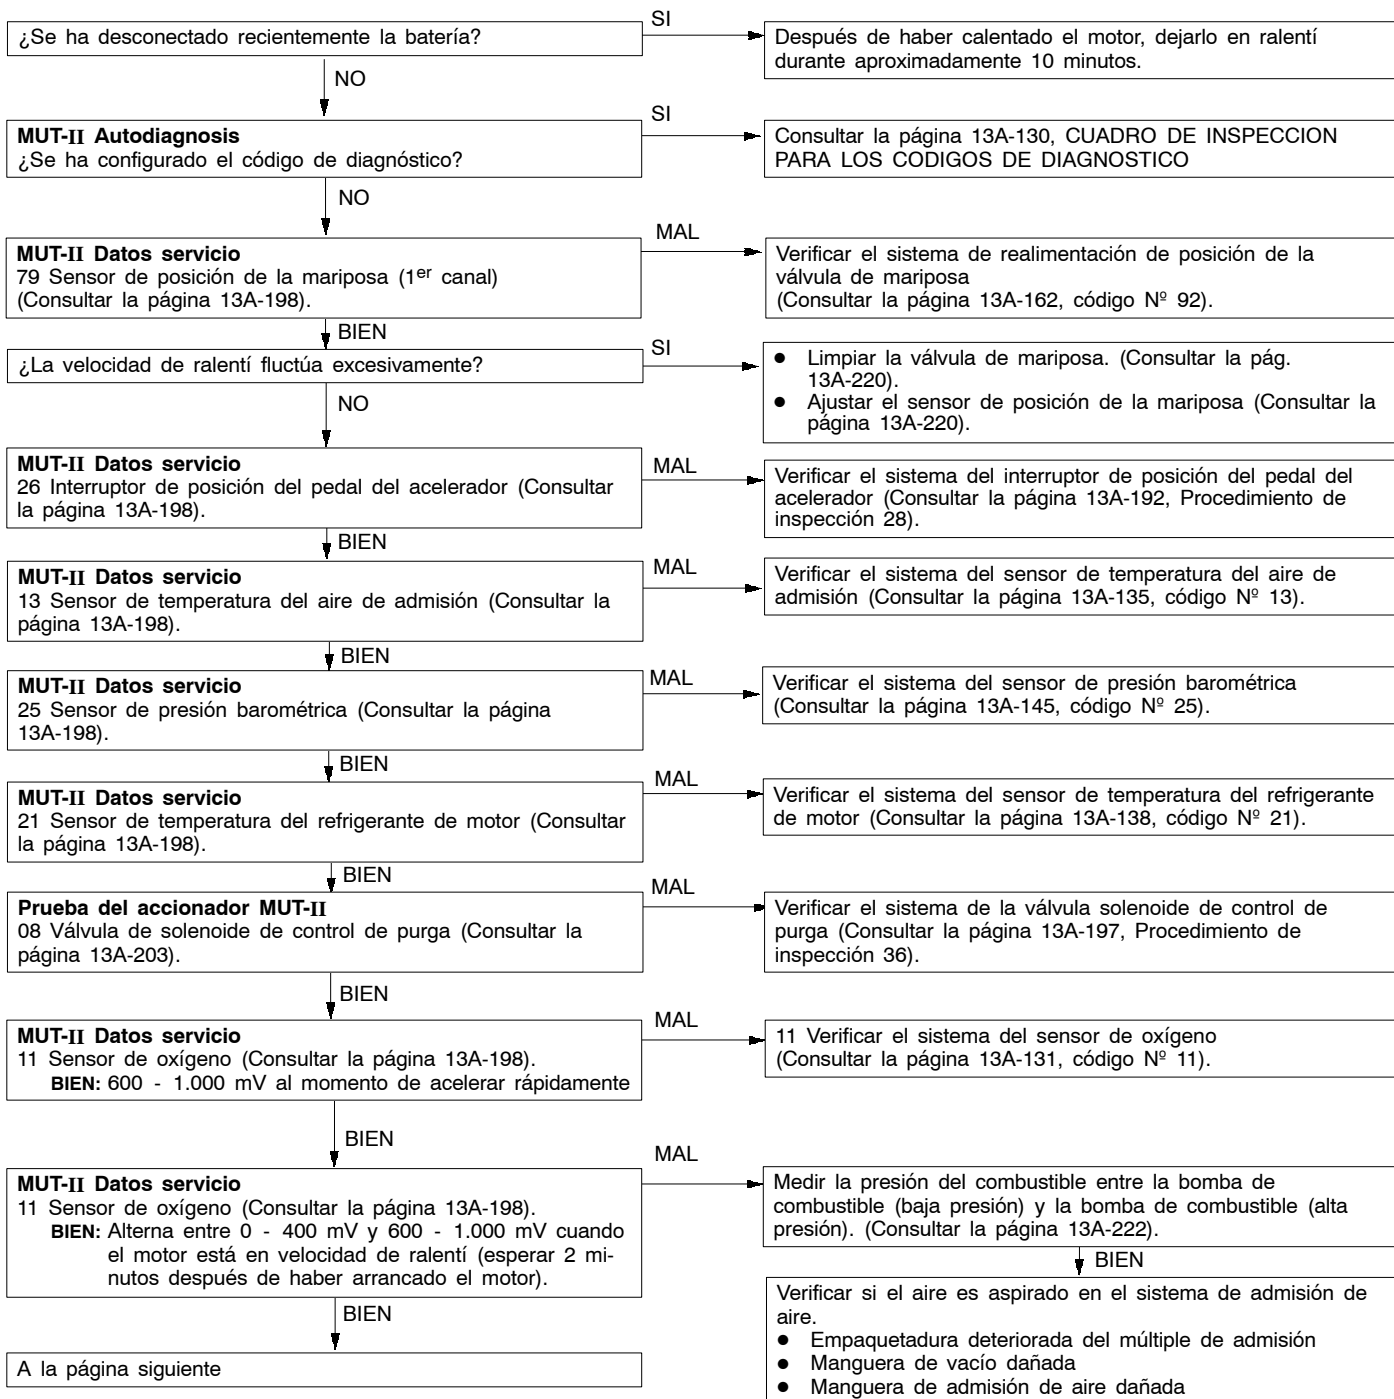 ¿Se ha desconectado recientemente la batería?
SI
Después de haber calentado el motor, dejarlo en ralentí
durante aproximadamente 10 minutos.
NO
MUT-II Autodiagnosis
¿Se ha configurado el código de diagnóstico?
SI
Consultar la página 13A-130, CUADRO DE INSPECCION
PARA LOS CODIGOS DE DIAGNOSTICO
NO
MUT-II Datos servicio
79 Sensor de posición de la mariposa (1er canal)
(Consultar la página 13A-198).
MAL
Verificar el sistema de realimentación de posición de la
válvula de mariposa
(Consultar la página 13A-162, código Nº 92).
BIEN
¿La velocidad de ralentí fluctúa excesivamente?
SI
● Limpiar la válvula de mariposa. (Consultar la pág.
13A-220).
● Ajustar el sensor de posición de la mariposa (Consultar la
página 13A-220).
NO
MUT-II Datos servicio
26 Interruptor de posición del pedal del acelerador (Consultar
la página 13A-198).
MAL
Verificar el sistema del interruptor de posición del pedal del
acelerador (Consultar la página 13A-192, Procedimiento de
inspección 28).
BIEN
MUT-II Datos servicio
13 Sensor de temperatura del aire de admisión (Consultar la
página 13A-198).
MAL
Verificar el sistema del sensor de temperatura del aire de
admisión (Consultar la página 13A-135, código Nº 13).
BIEN
MUT-II Datos servicio
25 Sensor de presión barométrica (Consultar la página
13A-198).
MAL
Verificar el sistema del sensor de presión barométrica
(Consultar la página 13A-145, código Nº 25).
BIEN
MUT-II Datos servicio
21 Sensor de temperatura del refrigerante de motor (Consultar
la página 13A-198).
MAL
Verificar el sistema del sensor de temperatura del refrigerante
de motor (Consultar la página 13A-138, código Nº 21).
BIEN
Prueba del accionador MUT-II
08 Válvula de solenoide de control de purga (Consultar la
página 13A-203).
MAL
Verificar el sistema de la válvula solenoide de control de
purga (Consultar la página 13A-197, Procedimiento de
inspección 36).
BIEN
MUT-II Datos servicio
11 Sensor de oxígeno (Consultar la página 13A-198).
BIEN: 600 - 1.000 mV al momento de acelerar rápidamente
MAL
11 Verificar el sistema del sensor de oxígeno
(Consultar la página 13A-131, código Nº 11).
BIEN
MUT-II Datos servicio
11 Sensor de oxígeno (Consultar la página 13A-198).
BIEN: Alterna entre 0 - 400 mV y 600 - 1.000 mV cuando
el motor está en velocidad de ralentí (esperar 2 mi-
nutos después de haber arrancado el motor).
MAL
Medir la presión del combustible entre la bomba de
combustible (baja presión) y la bomba de combustible (alta
presión). (Consultar la página 13A-222).
BIEN
Verificar si el aire es aspirado en el sistema de admisión de
aire.
● Empaquetadura deteriorada del múltiple de admisión
● Manguera de vacío dañada
● Manguera de admisión de aire dañada
BIEN
A la página siguiente